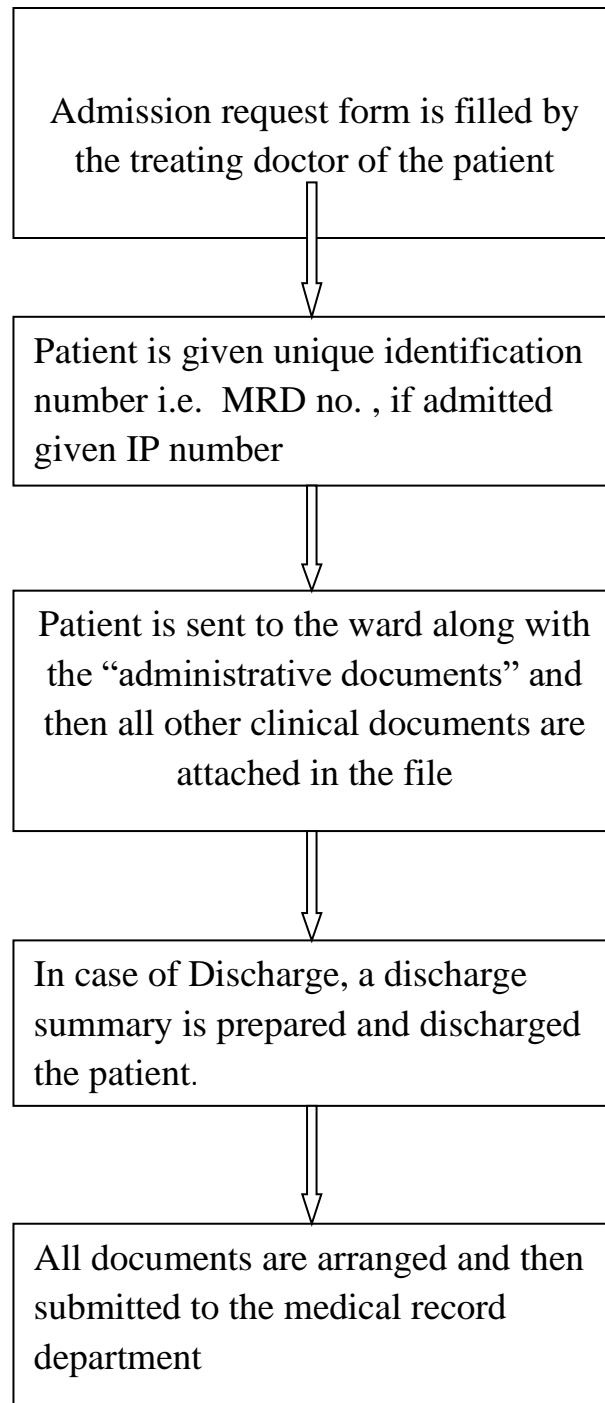 Admission request form is filled by
the treating doctor of the patient
Patient is given unique identification
number i.e.  MRD no. , if admitted
given IP number
Patient is sent to the ward along with
the “administrative documents” and
then all other clinical documents are
attached in the file
In case of Discharge, a discharge
summary is prepared and discharged
the patient.
All documents are arranged and then
submitted to the medical record
department